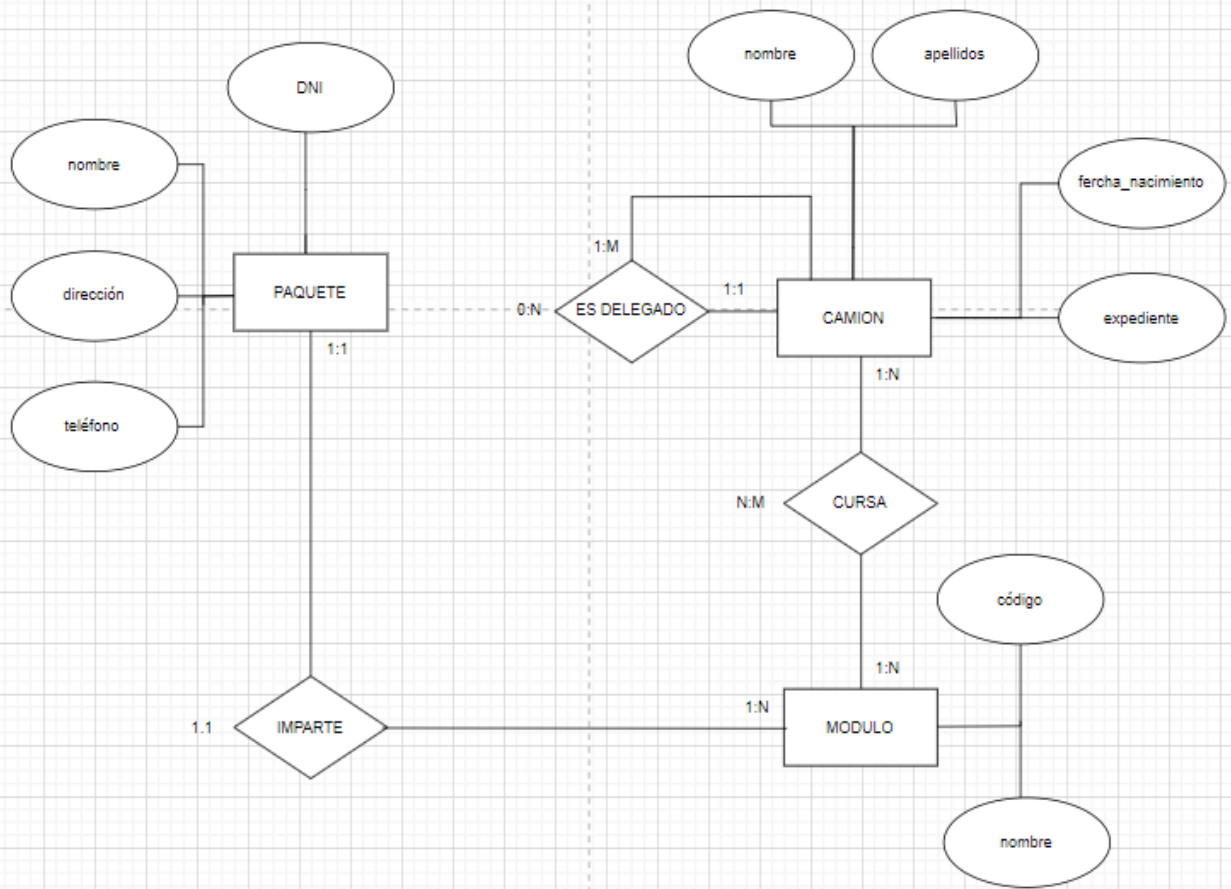 nombre
apellidos
DNI
nombre
fercha_nacimiento
1:M
dirección
PAQUETE
1:1
0:N
ES DELEGADO
CAMION
expediente
1:1
1:N
teléfono
N:M
CURSA
código
1:N
1:N
1.1
IMPARTE
MODULO
nombre